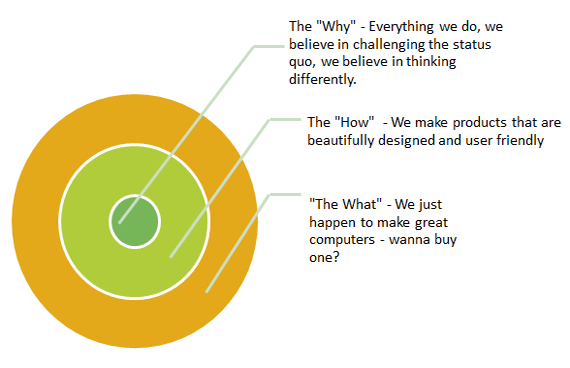 The "Why" - Everything we do, we
believe in challenging the status
quo, we believe in thinking
differently.
The "How"  - We make products that are
beautifully designed and user friendly
"The What" - We just
happen to make great
computers - wanna buy
one?